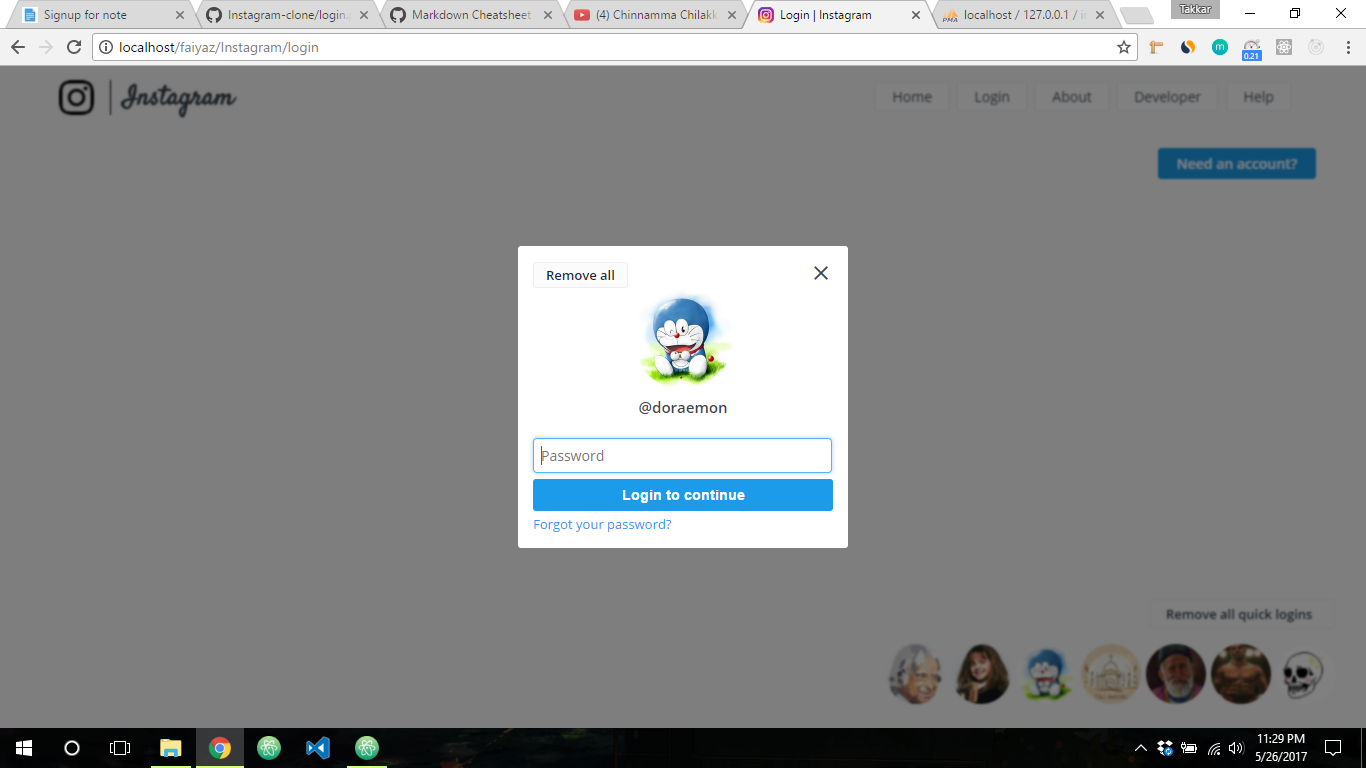 Signup for note
Instagram-clone/login.
Markdown Cheatsheet
(4) Chinnamma Chilakk
Login | Instagram
localhost / 127.0.0.1 / i
Takkar
localhost/faiyaz/Instagram/login
0.21
Instagram
Home
Login
About
Developer
Help
Need an account?
Remove all
@doraemon
Password
Login to continue
Forgot your password?
Remove all quick logins
11:29 PM
5/26/2017